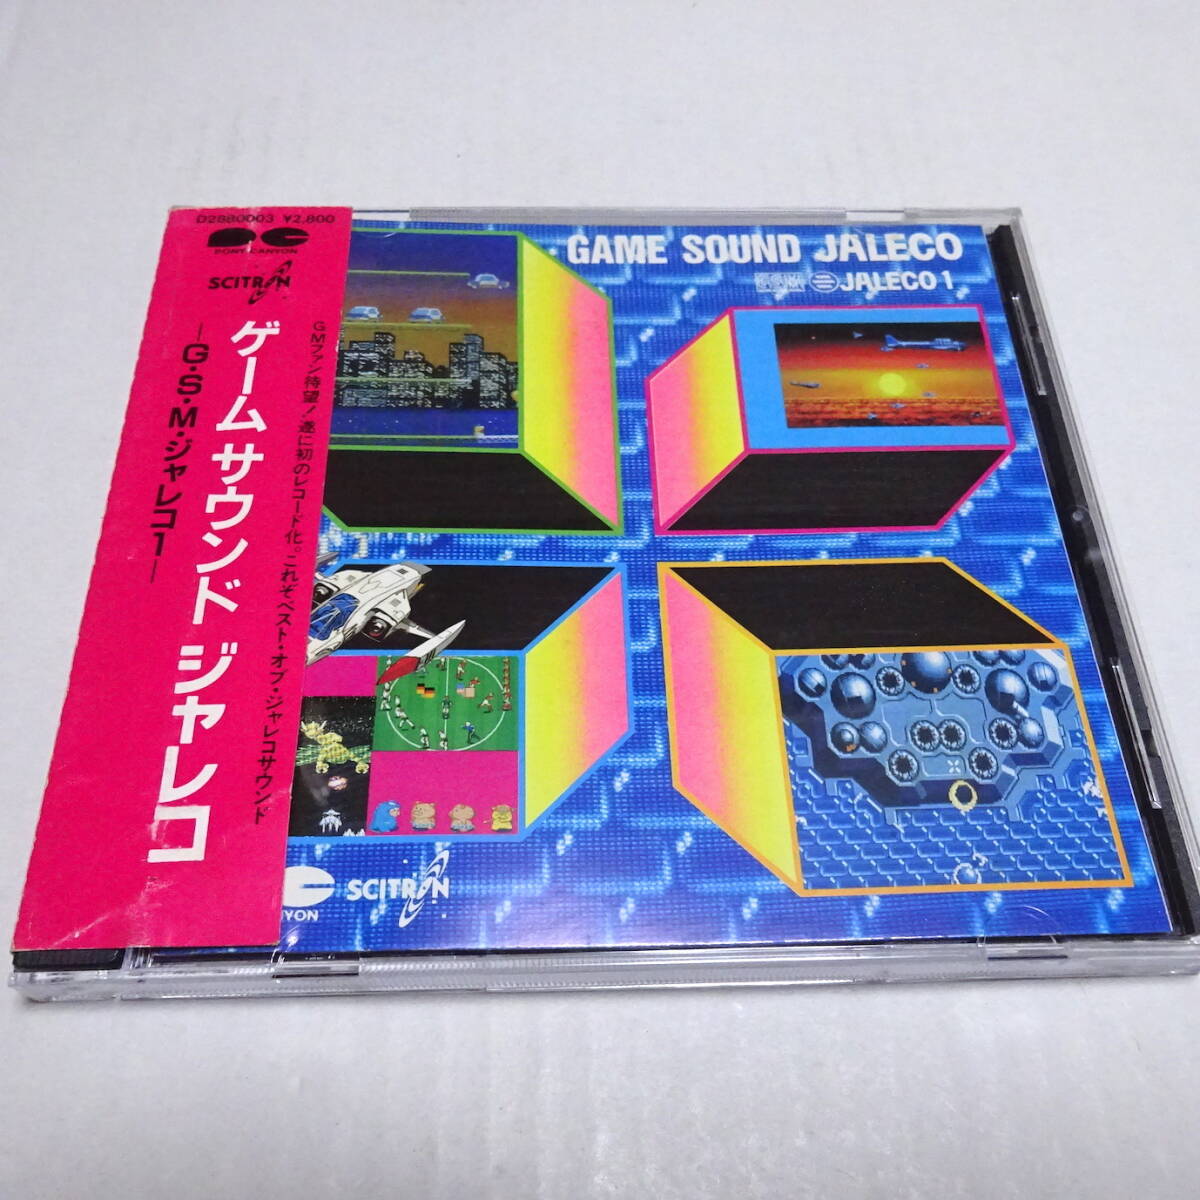 D28B0003 ¥2,800
PONY CANYON
SCITRON
ゲームサウンド ジャレコ
—G・S・M・ジャレコ1—
GMファン待望！遂に初のレコード化。これぞベスト・オブ・ジャレコサウンド
GAME SOUND JALECO
JALECO 1
NYON
SCITRON